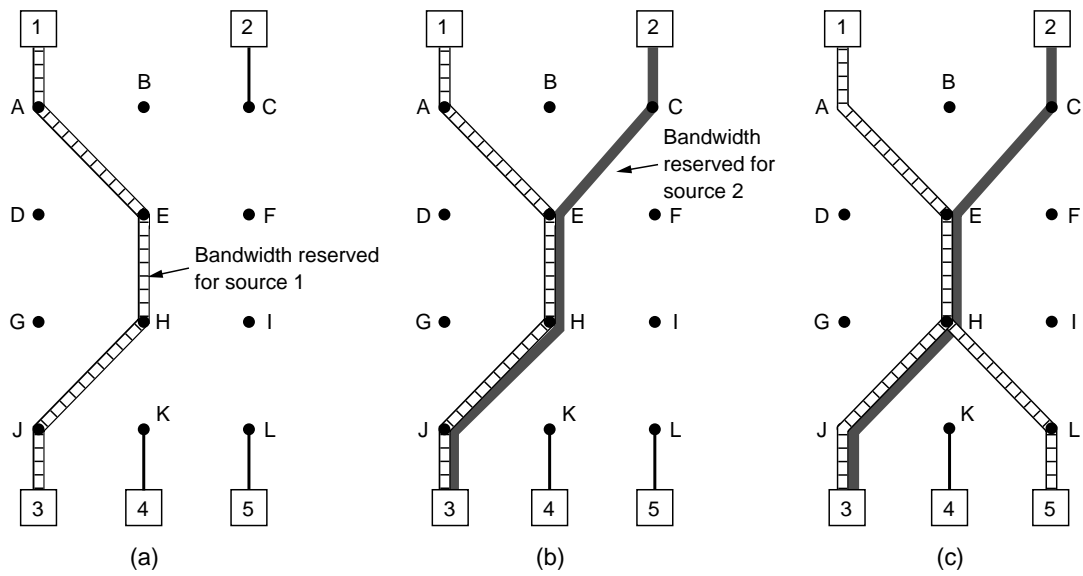 1 2
B
A C
D E F
Bandwidth reserved
for source 1
G H I
J K L
3 4 5
(a)
1 2
B
A C
Bandwidth
reserved for
source 2
D E F
G H I
J K L
3 4 5
(b)
1 2
B
A C
D E F
G H I
J K L
3 4 5
(c)